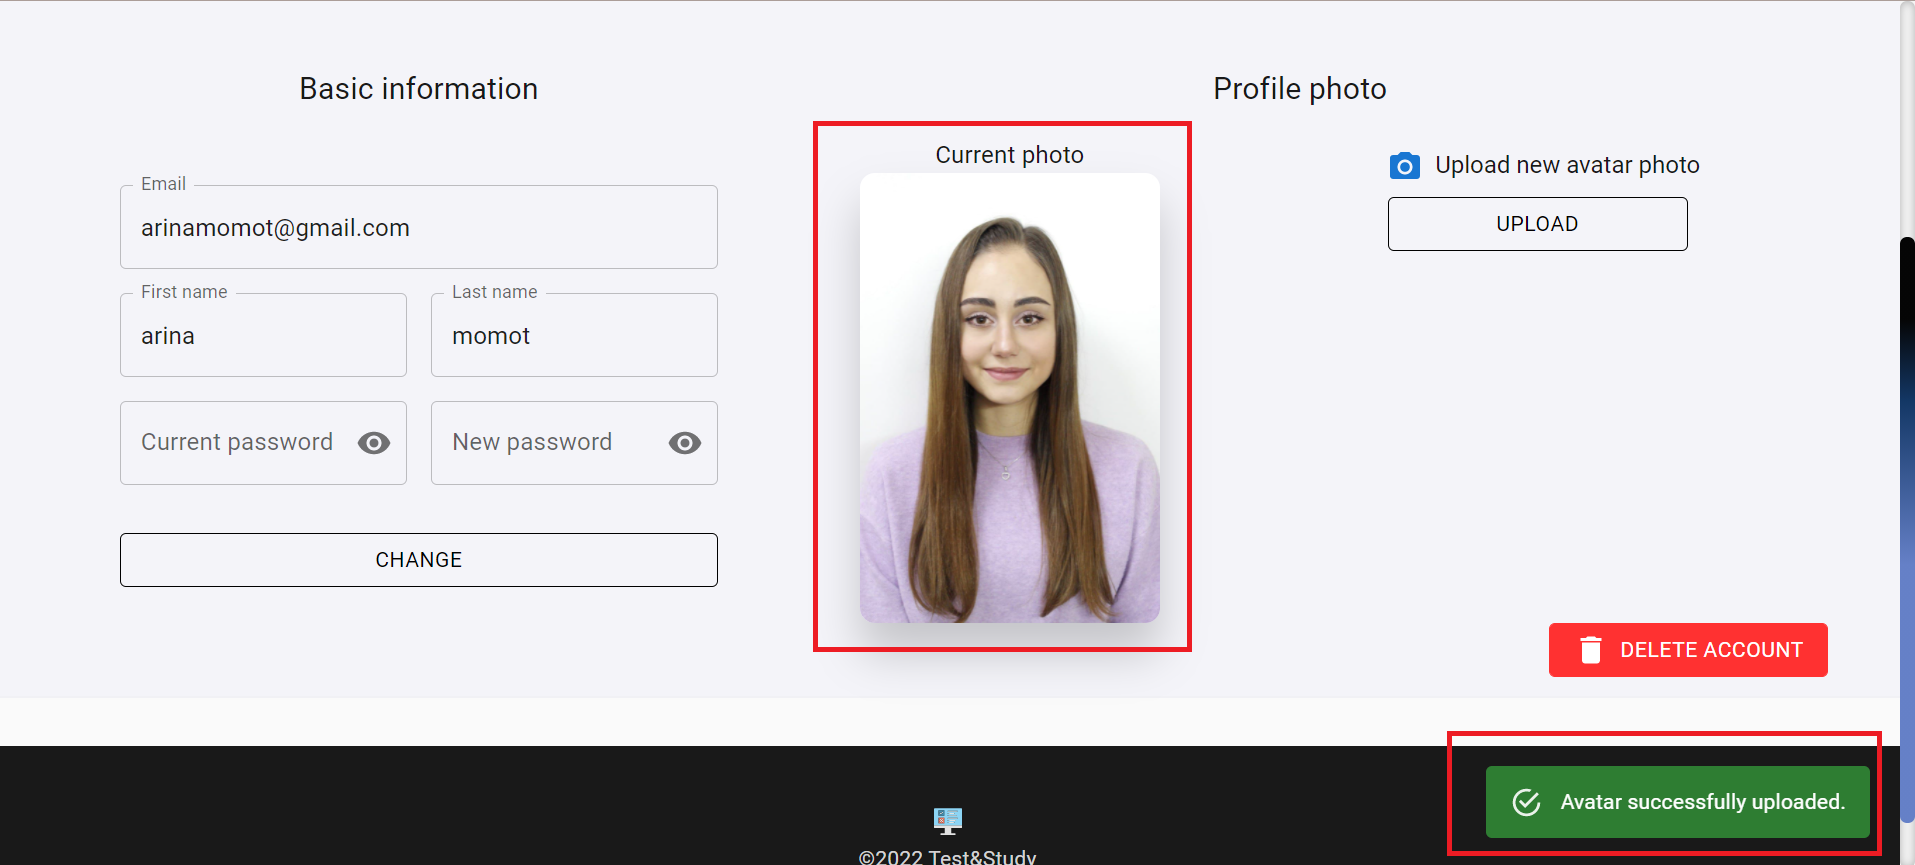 Basic information
Profile photo
Current photo
Upload new avatar photo
UPLOAD
Email
arinamomot@gmail.com
First name
arina
Last name
momot
Current password
New password
CHANGE
DELETE ACCOUNT
Avatar successfully uploaded.
©2022 Test&Study